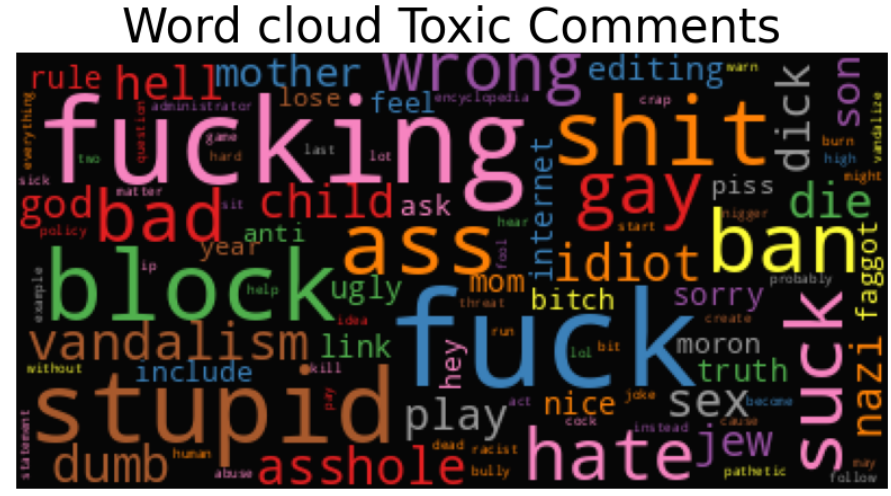 Word cloud Toxic Comments
rule hell mother wrong editing warn dick son
everything administrator lose feel encyclopedia crap vandalize
fucking shit
question game two hard last lot internet burn high might
sick matter child ask gay piss die
god bad sit hear start nigger
policy year anti ass fool idiot ban probably faggot
example block ip help ugly mom bitch sorry
idea threat fuck create suck
vandalism link hey run lol bit moron nazi
without include kill truth
stupid pay play act nice joke sex become
statement cock instead cause
dumb human abuse asshole dead racist bully hate jew pathetic may follow